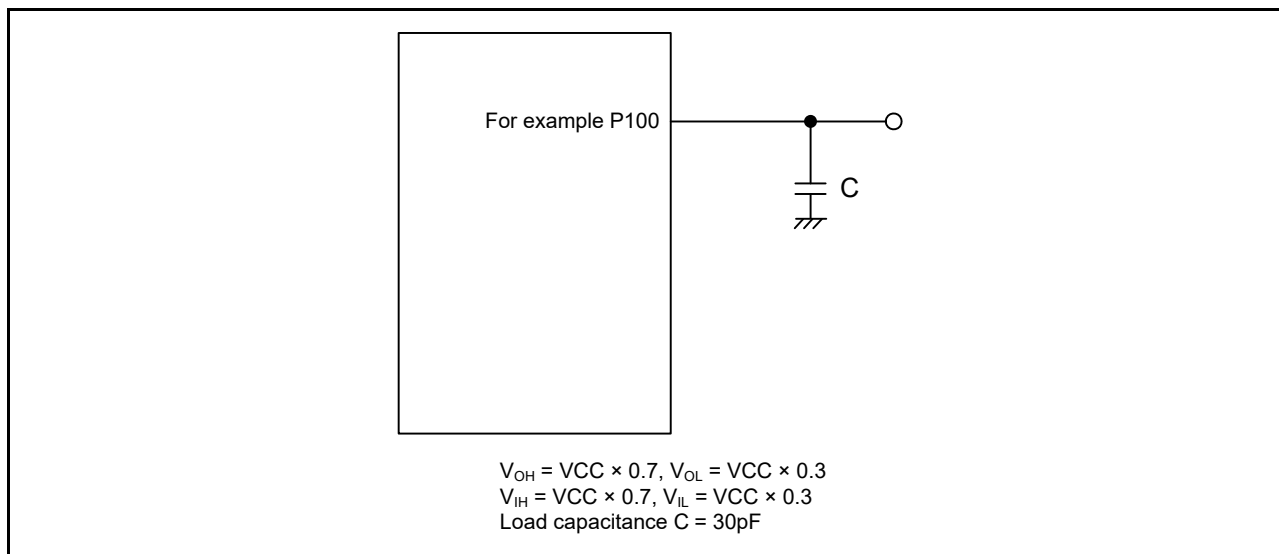 For example P100
C
V_OH = VCC × 0.7, V_OL = VCC × 0.3
V_IH = VCC × 0.7, V_IL = VCC × 0.3
Load capacitance C = 30pF